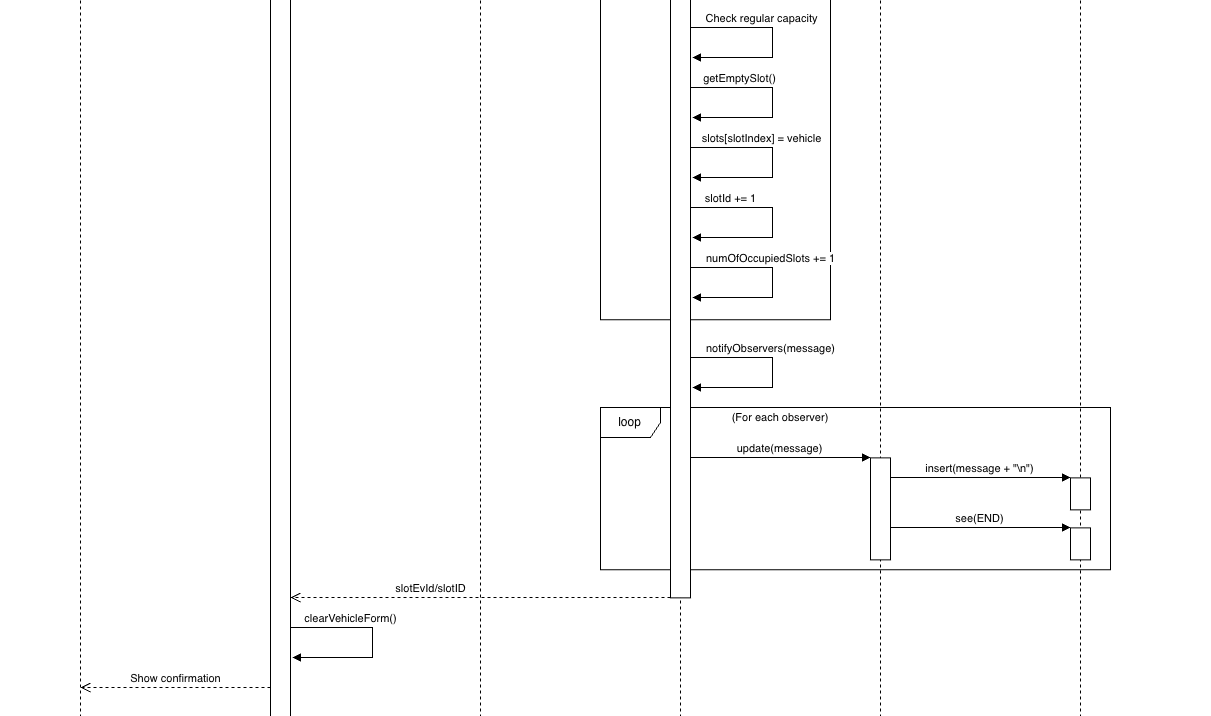 Check regular capacity
getEmptySlot()
slots[slotIndex] = vehicle
slotId += 1
numOfOccupiedSlots += 1
notifyObservers(message)
loop
(For each observer)
update(message)
insert(message + "\n")
see(END)
slotEvId/slotID
clearVehicleForm()
Show confirmation